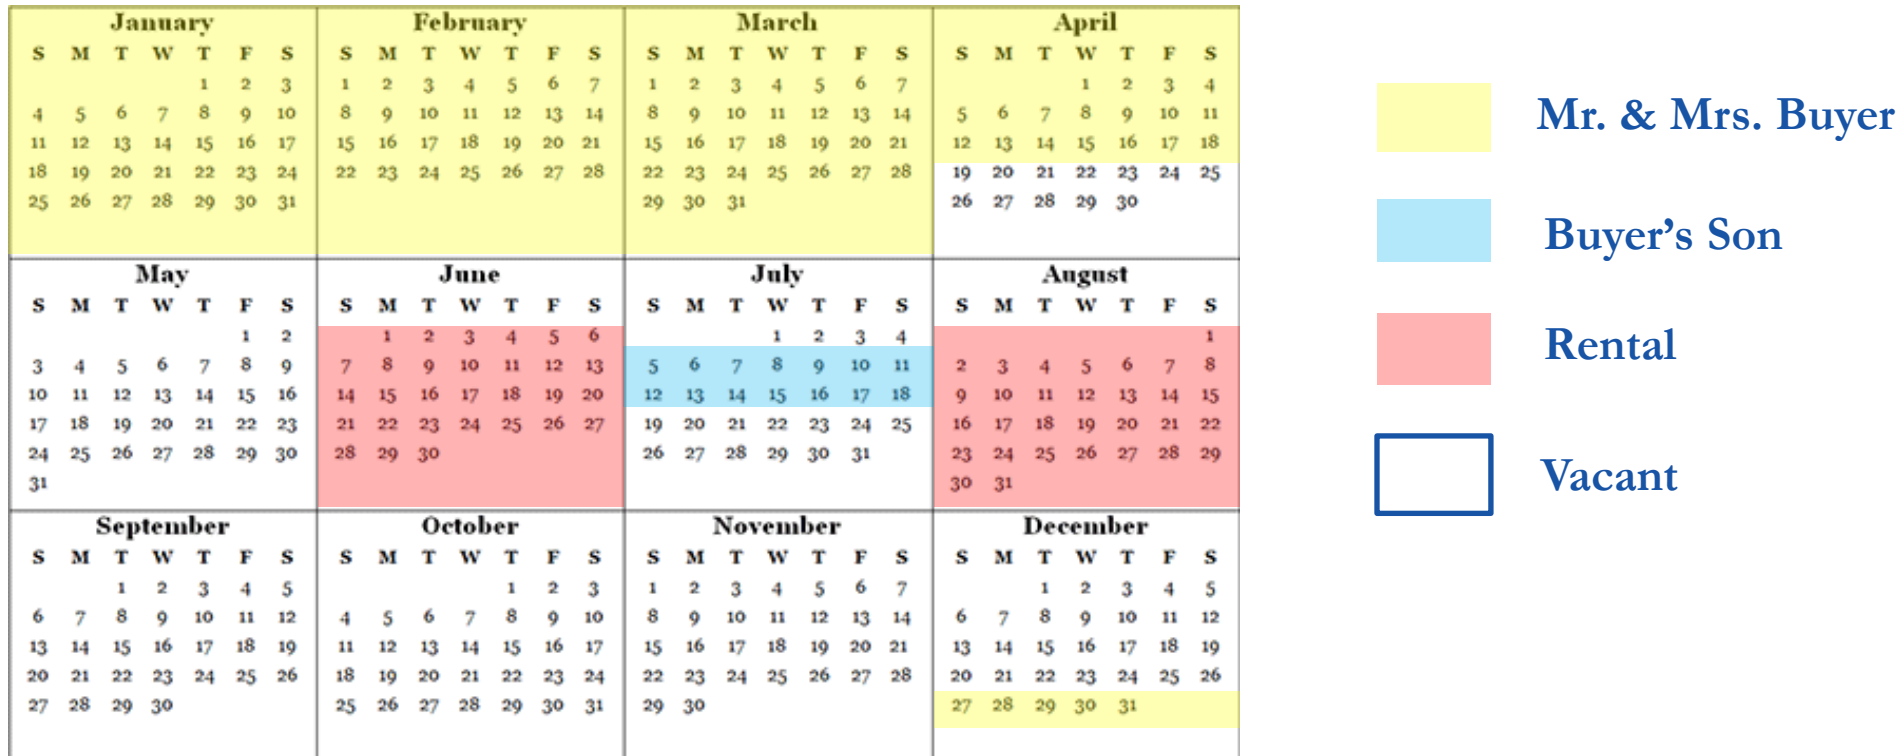 January
S M T W T F S
1 2 3
4 5 6 7 8 9 10
11 12 13 14 15 16 17
18 19 20 21 22 23 24
25 26 27 28 29 30 31
February
S M T W T F S
1 2 3 4 5 6 7
8 9 10 11 12 13 14
15 16 17 18 19 20 21
22 23 24 25 26 27 28
March
S M T W T F S
1 2 3 4 5 6 7
8 9 10 11 12 13 14
15 16 17 18 19 20 21
22 23 24 25 26 27 28
29 30 31
April
S M T W T F S
1 2 3 4
5 6 7 8 9 10 11
12 13 14 15 16 17 18
19 20 21 22 23 24 25
26 27 28 29 30
May
S M T W T F S
1 2
3 4 5 6 7 8 9
10 11 12 13 14 15 16
17 18 19 20 21 22 23
24 25 26 27 28 29 30
31
June
S M T W T F S
1 2 3 4 5 6
7 8 9 10 11 12 13
14 15 16 17 18 19 20
21 22 23 24 25 26 27
28 29 30
July
S M T W T F S
1 2 3 4
5 6 7 8 9 10 11
12 13 14 15 16 17 18
19 20 21 22 23 24 25
26 27 28 29 30 31
August
S M T W T F S
1
2 3 4 5 6 7 8
9 10 11 12 13 14 15
16 17 18 19 20 21 22
23 24 25 26 27 28 29
30 31
September
S M T W T F S
1 2 3 4 5
6 7 8 9 10 11 12
13 14 15 16 17 18 19
20 21 22 23 24 25 26
27 28 29 30
October
S M T W T F S
1 2 3
4 5 6 7 8 9 10
11 12 13 14 15 16 17
18 19 20 21 22 23 24
25 26 27 28 29 30 31
November
S M T W T F S
1 2 3 4 5 6 7
8 9 10 11 12 13 14
15 16 17 18 19 20 21
22 23 24 25 26 27 28
29 30
December
S M T W T F S
1 2 3 4 5
6 7 8 9 10 11 12
13 14 15 16 17 18 19
20 21 22 23 24 25 26
27 28 29 30 31
Mr. & Mrs. Buyer
Buyer’s Son
Rental
Vacant